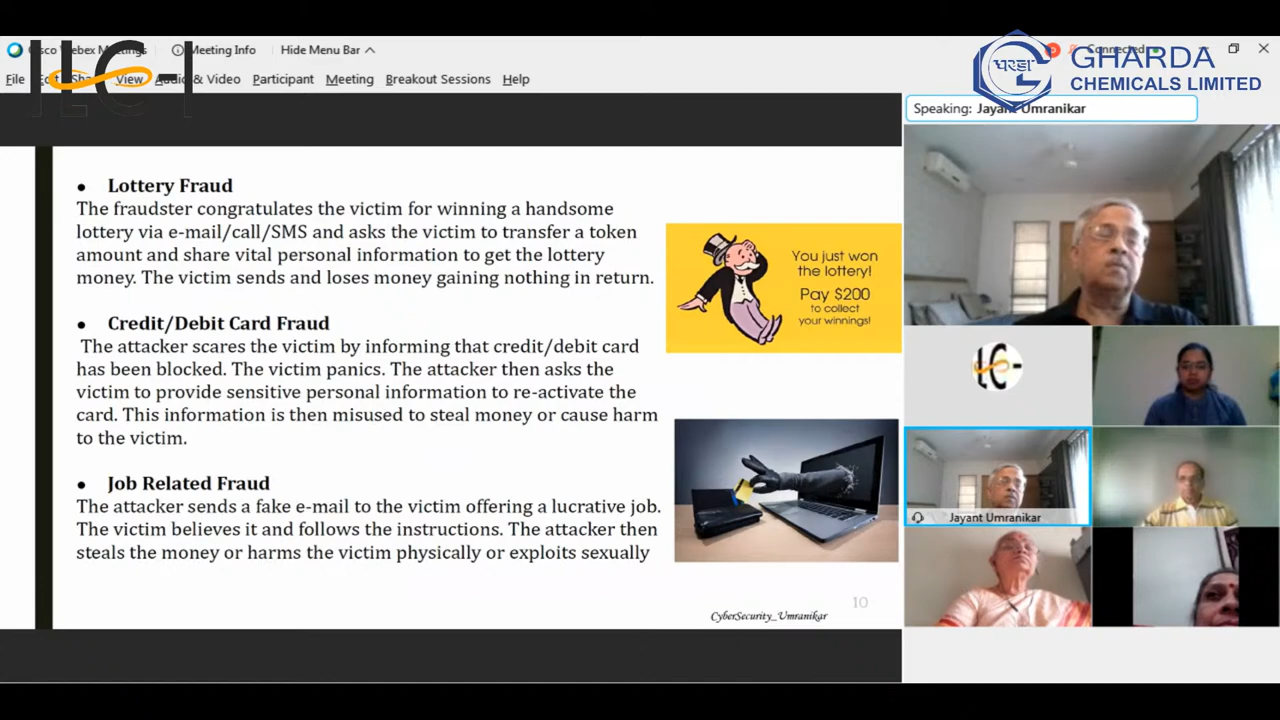 Cisco Webex Meetings
Meeting Info
Hide Menu Bar
Connected
File Edit Share View Audio & Video Participant Meeting Breakout Sessions Help
ILC-I
घरडा
GHARDA
CHEMICALS LIMITED
Speaking: Jayant Umranikar
• Lottery Fraud
The fraudster congratulates the victim for winning a handsome
lottery via e-mail/call/SMS and asks the victim to transfer a token
amount and share vital personal information to get the lottery
money. The victim sends and loses money gaining nothing in return.
• Credit/Debit Card Fraud
The attacker scares the victim by informing that credit/debit card
has been blocked. The victim panics. The attacker then asks the
victim to provide sensitive personal information to re-activate the
card. This information is then misused to steal money or cause harm
to the victim.
• Job Related Fraud
The attacker sends a fake e-mail to the victim offering a lucrative job.
The victim belives it and follows the instructions. The attacker then
steals the money or harms the victim physically or exploits sexually
You just won
the lottery!
Pay $200
to collect
your winnings!
10
CyberSecurity_Umranikar
Jayant Umranikar